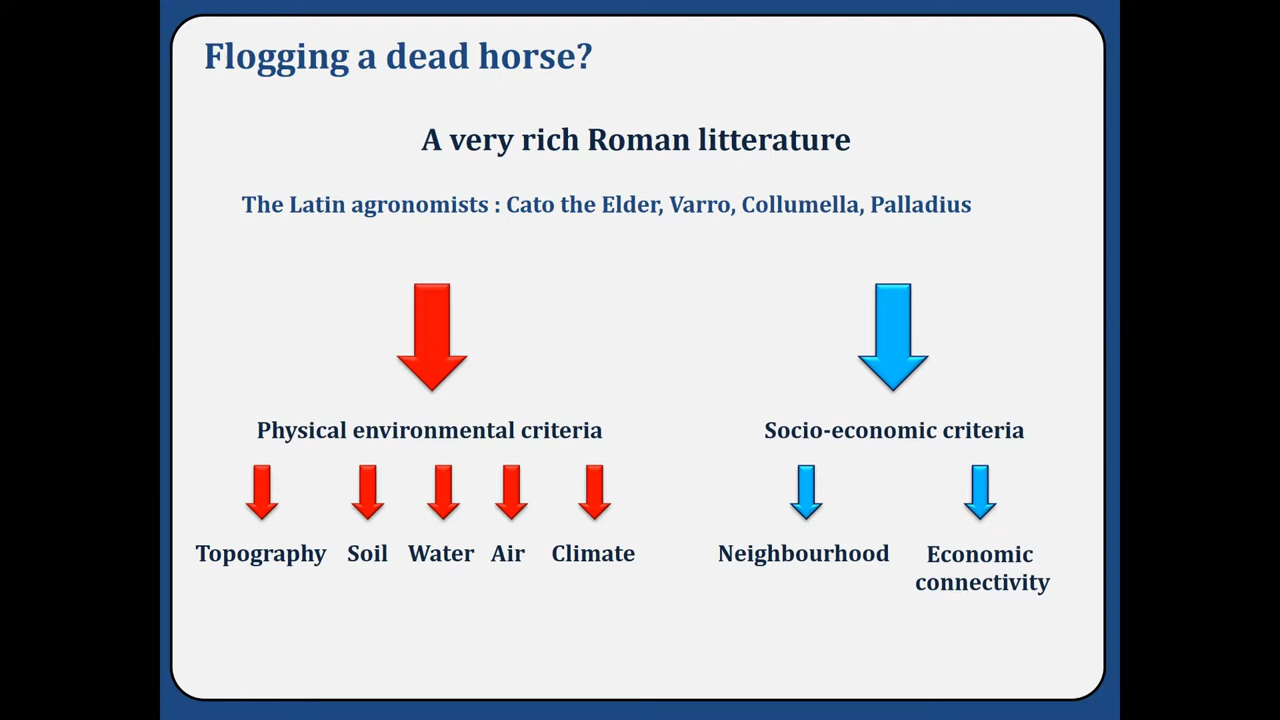 Flogging a dead horse?
A very rich Roman litterature
The Latin agronomists : Cato the Elder, Varro, Collumella, Palladius
Physical environmental criteria
Socio-economic criteria
Topography
Soil
Water
Air
Climate
Neighbourhood
Economic
connectivity